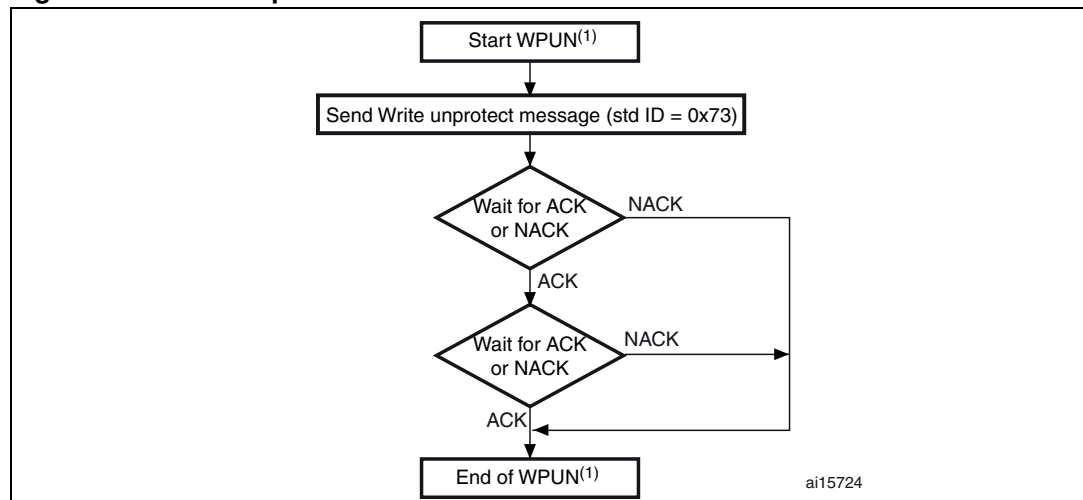 Start WPUN(1)
Send Write unprotect message (std ID = 0x73)
Wait for ACK
or NACK
NACK
ACK
Wait for ACK
or NACK
NACK
ACK
End of WPUN(1)
ai15724